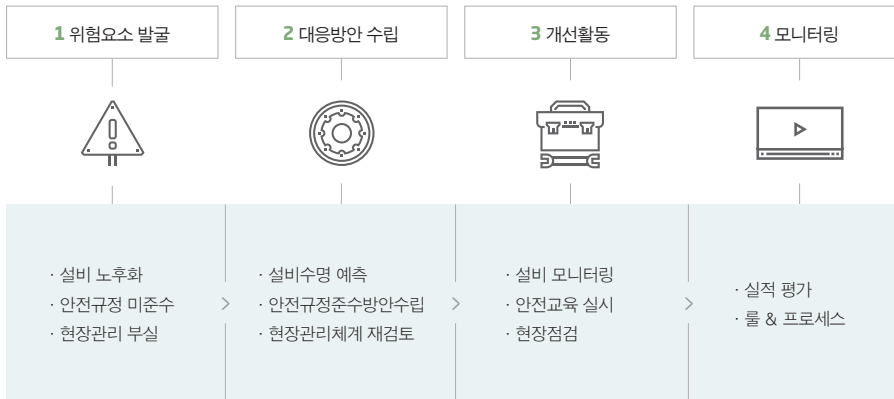 1 위험요소 발굴
2 대응방안 수립
3 개선활동
4 모니터링
· 설비 노후화
· 안전규정 미준수
· 현장관리 부실
· 설비수명 예측
· 안전규정준수방안수립
· 현장관리체계 재검토
· 설비 모니터링
· 안전교육 실시
· 현장점검
· 실적 평가
· 룰 & 프로세스